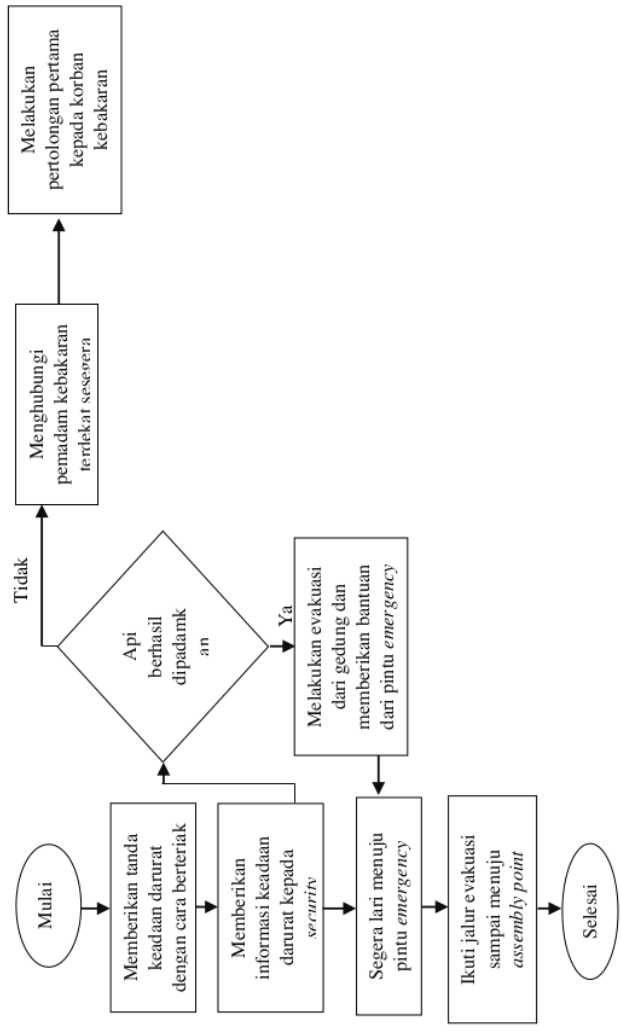 Mulai
Memberikan tanda
keadaan darurat
dengan cara berteriak
Memberikan
informasi keadaan
darurat kepada
security
Api
berhasil
dipadamk
an
Tidak
Menghubungi
pemadam kebakaran
terdekat sesegera
Melakukan
pertolongan pertama
kepada korban
kebakaran
Ya
Melakukan evakuasi
dari gedung dan
memberikan bantuan
dari pintu emergency
Segera lari menuju
pintu emergency
Ikuti jalur evakuasi
sampai menuju
assembly point
Selesai